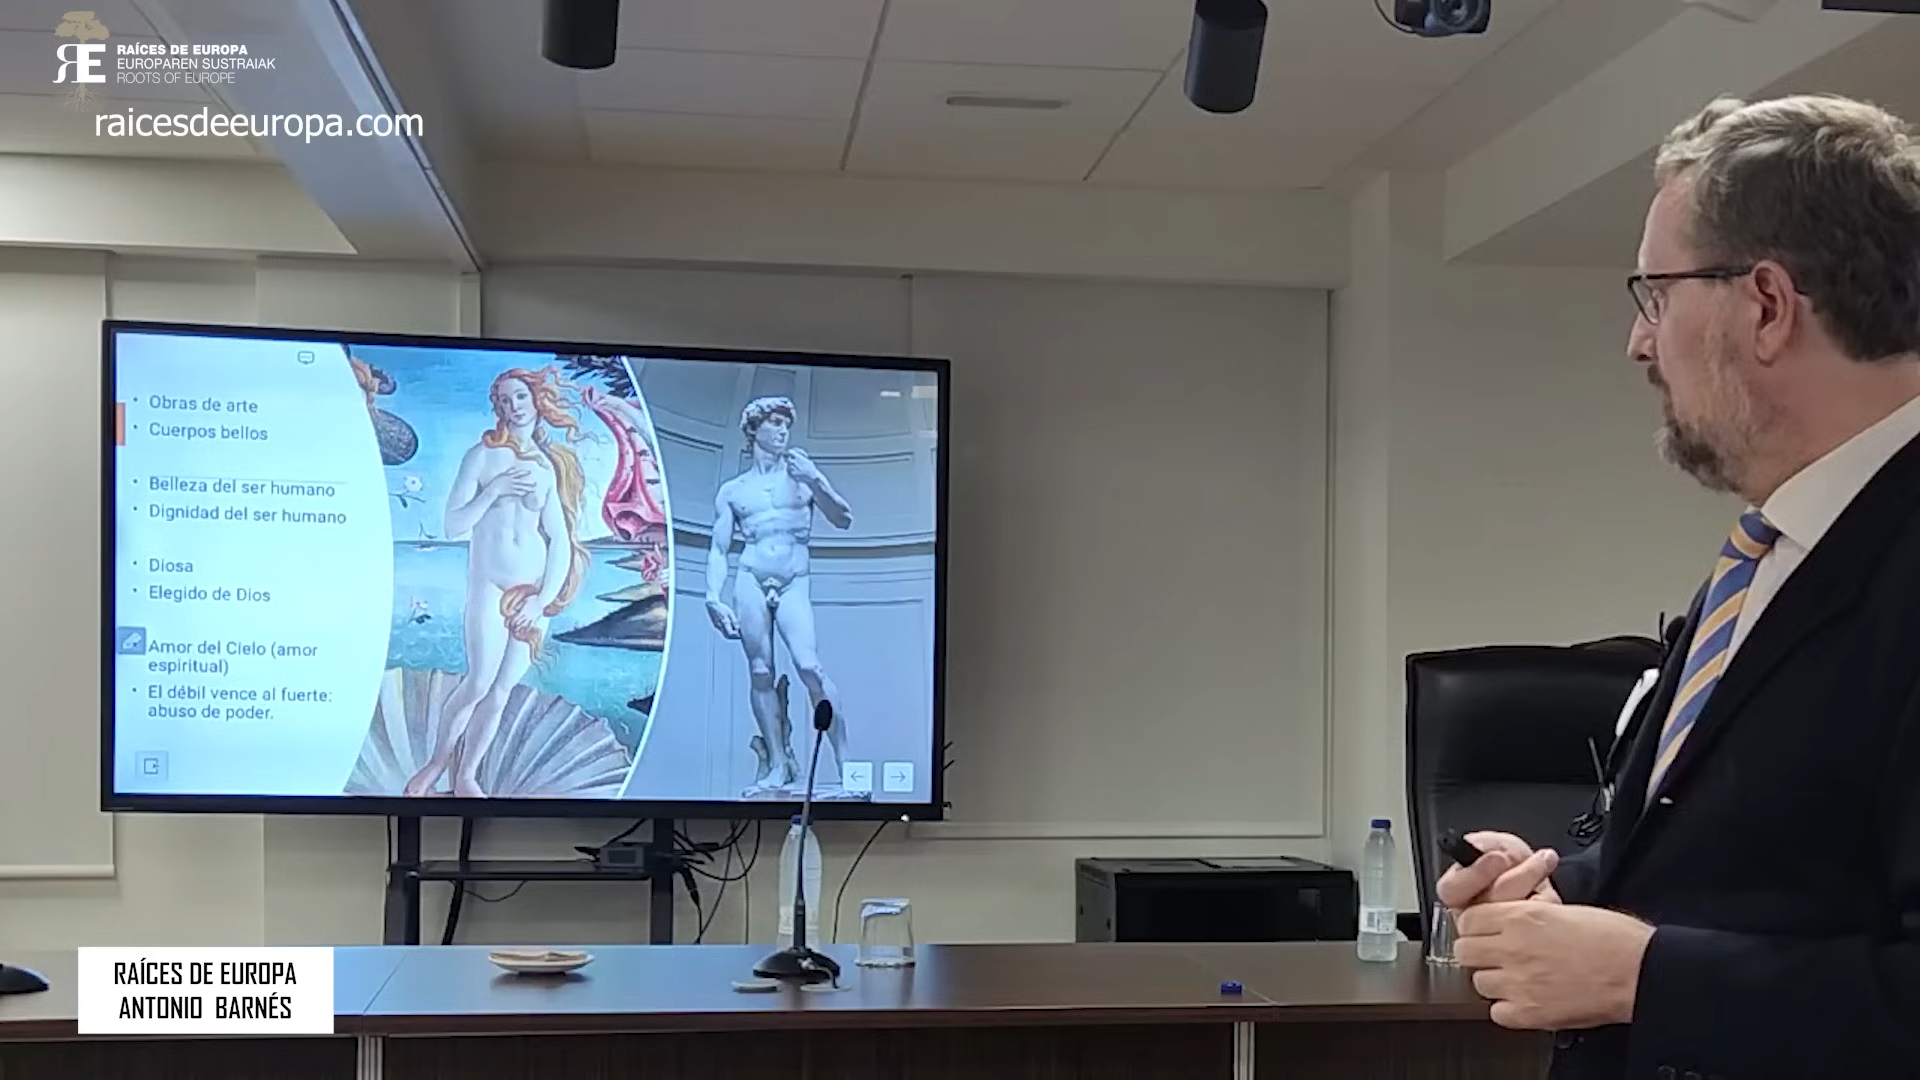 RAÍCES DE EUROPA
EUROPAREN SUSTRAIAK
ROOTS OF EUROPE
raicesdeeuropa.com
• Obras de arte
• Cuerpos bellos
• Belleza del ser humano
• Dignidad del ser humano
• Diosa
• Elegido de Dios
Amor del Cielo (amor
espiritual)
• El débil vence al fuerte:
abuso de poder.
RAÍCES DE EUROPA
ANTONIO BARNÉS